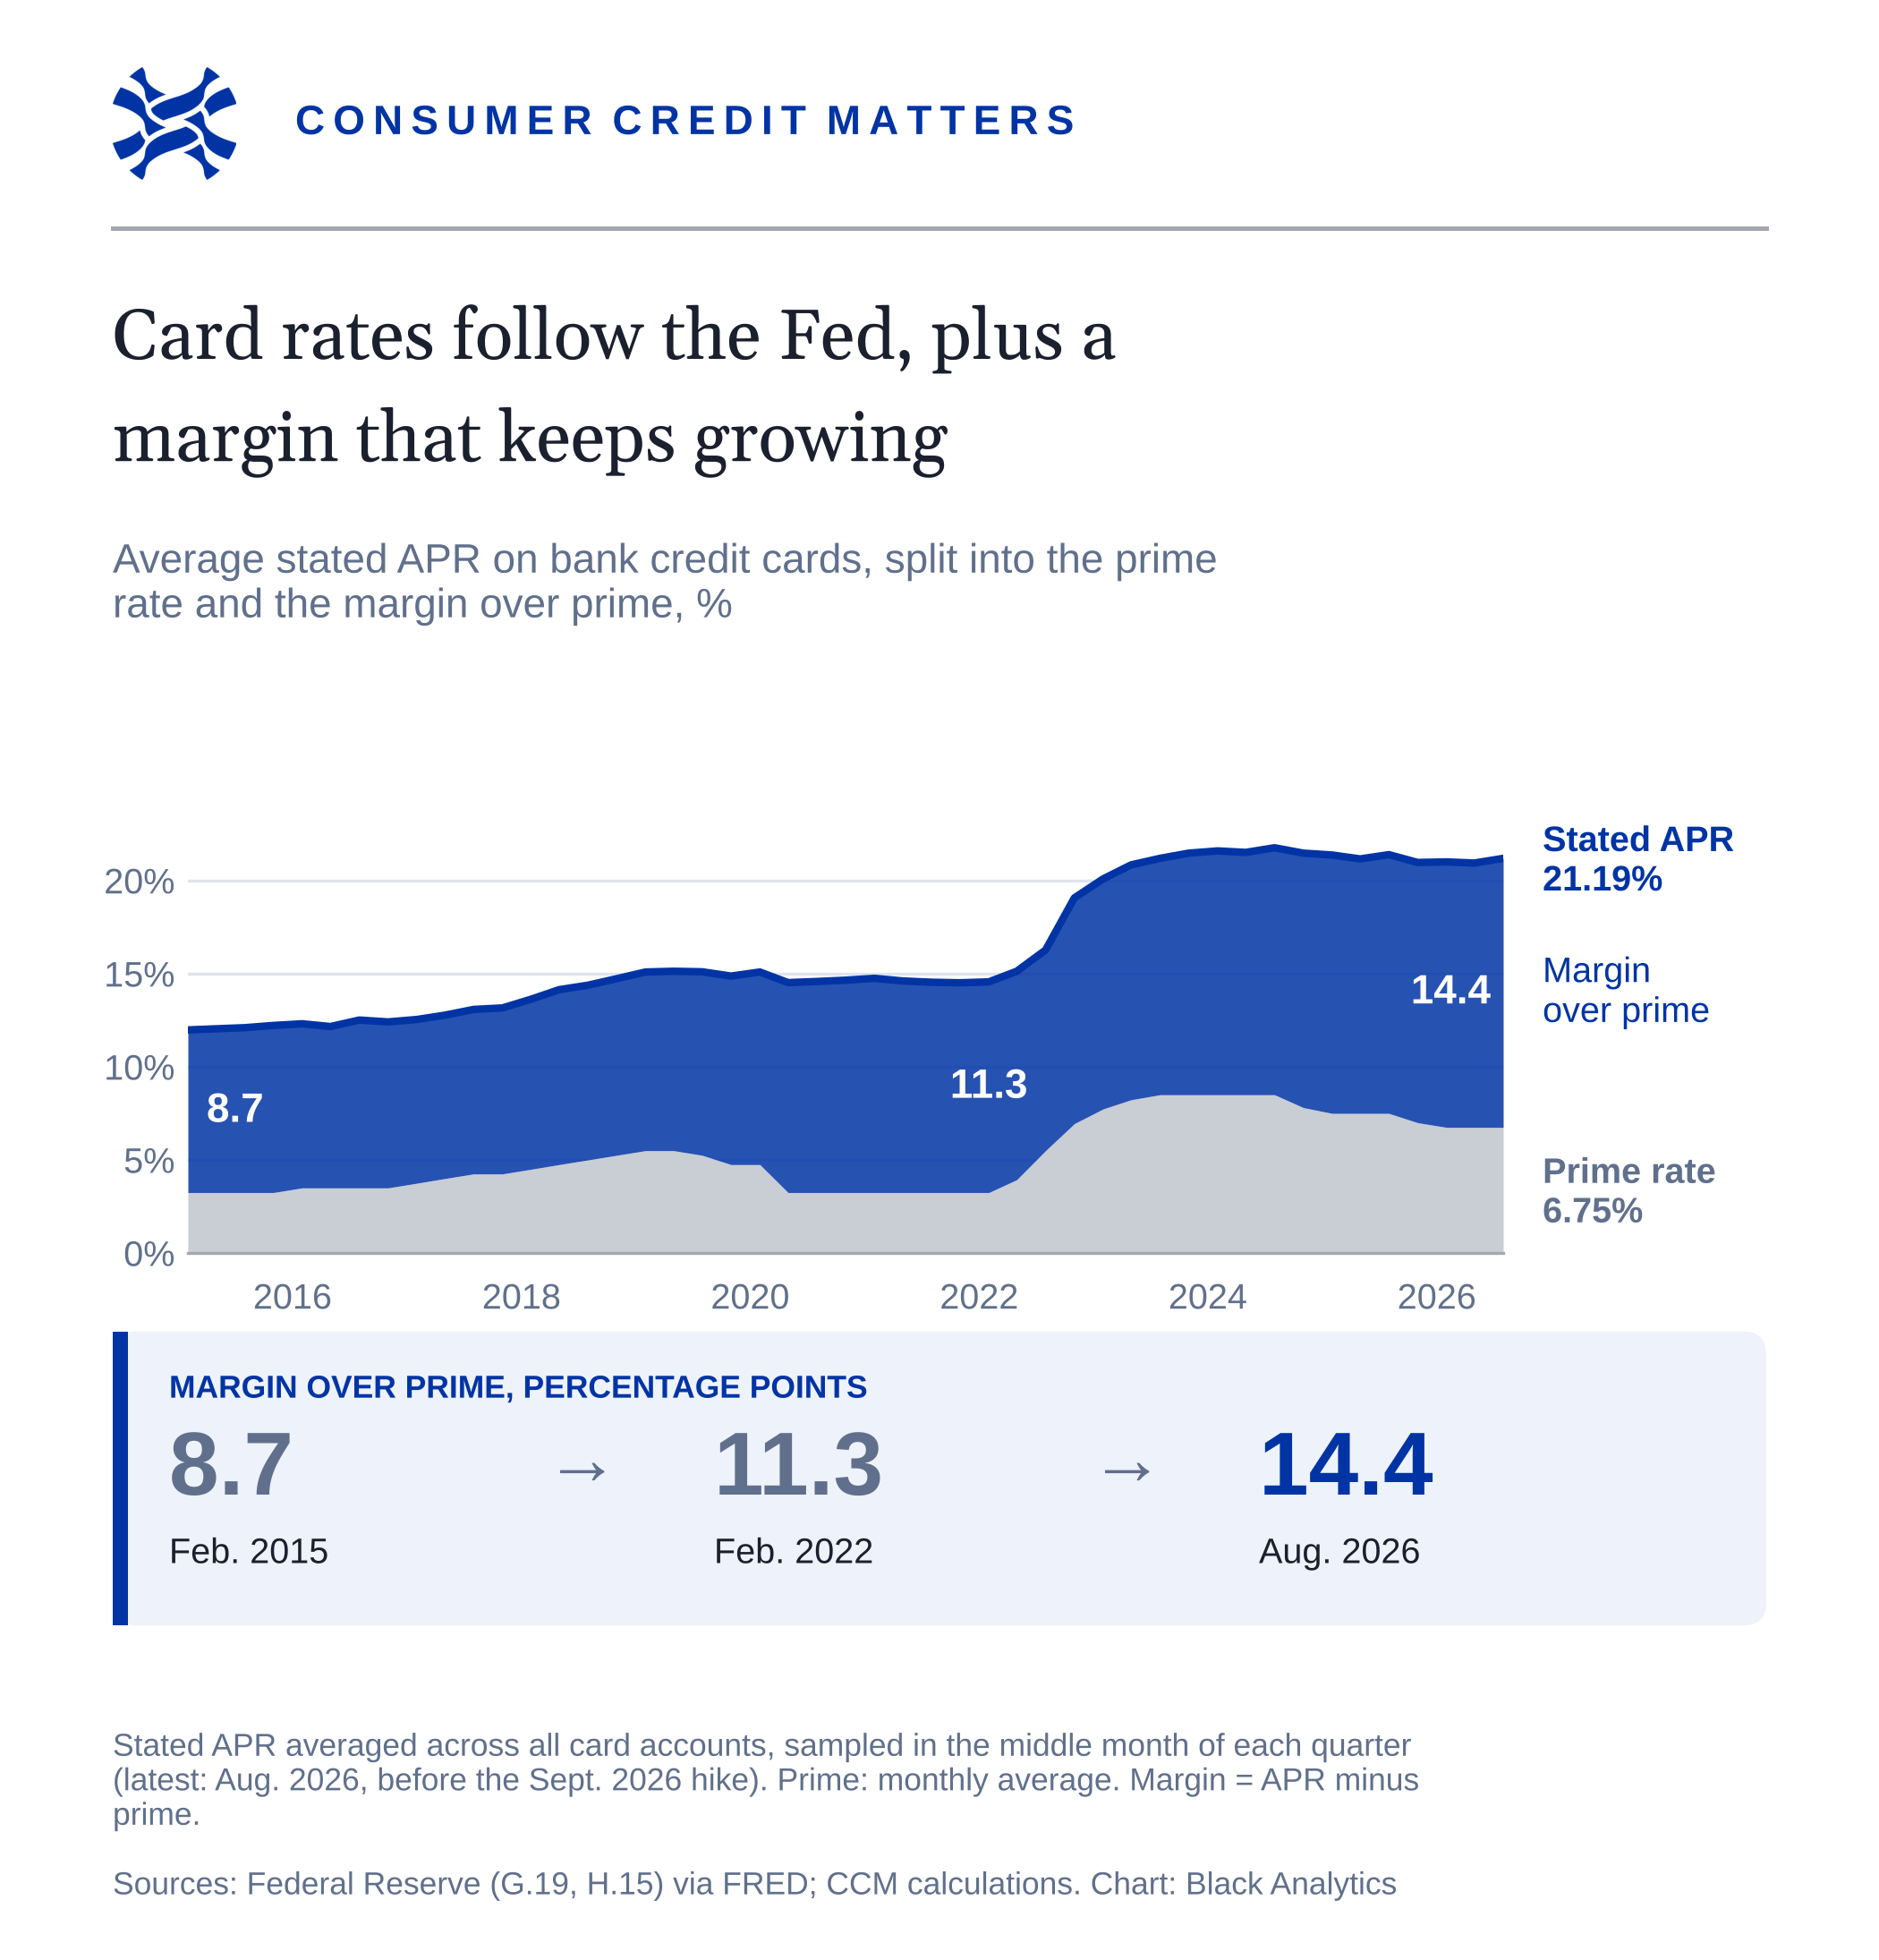 CONSUMER CREDIT MATTERS
Card rates follow the Fed, plus a
margin that keeps growing
Average stated APR on bank credit cards, split into the prime
rate and the margin over prime, %
Stated APR
21.19%
20%
15%
10%
5%
0%
Margin
over prime
14.4
11.3
8.7
Prime rate
6.75%
2016 2018 2020 2022 2024 2026
MARGIN OVER PRIME, PERCENTAGE POINTS
8.7 → 11.3 → 14.4
Feb. 2015 Feb. 2022 Aug. 2026
Stated APR averaged across all card accounts, sampled in the middle month of each quarter
(latest: Aug. 2026, before the Sept. 2026 hike). Prime: monthly average. Margin = APR minus
prime.
Sources: Federal Reserve (G.19, H.15) via FRED; CCM calculations. Chart: Black Analytics